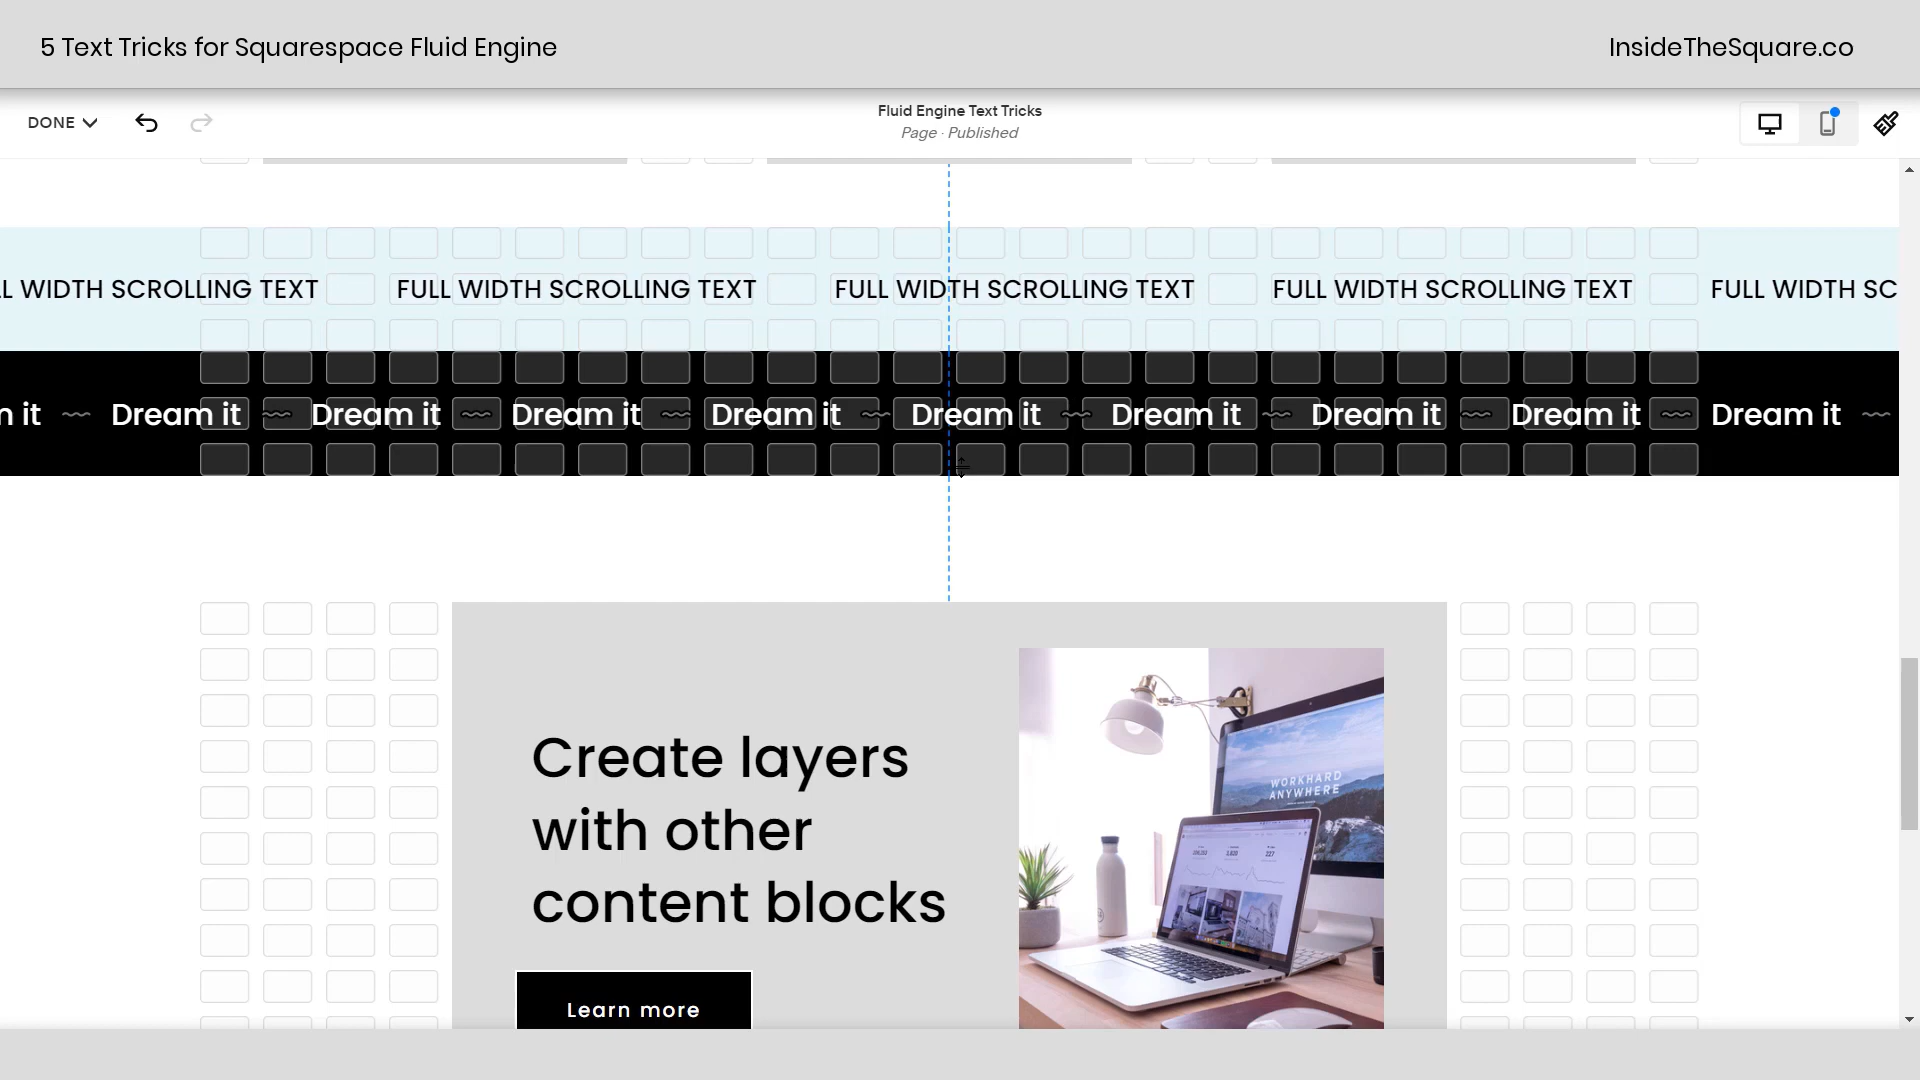 5 Text Tricks for Squarespace Fluid Engine
InsideTheSquare.co
DONE
Fluid Engine Text Tricks
Page · Published
L WIDTH SCROLLING TEXT FULL WIDTH SCROLLING TEXT FULL WIDTH SCROLLING TEXT FULL WIDTH SCROLLING TEXT FULL WIDTH SC
m it Dream it Dream it Dream it Dream it Dream it Dream it Dream it Dream it Dream it
Create layers
with other
content blocks
WORKHARD
ANYWHERE
Learn more